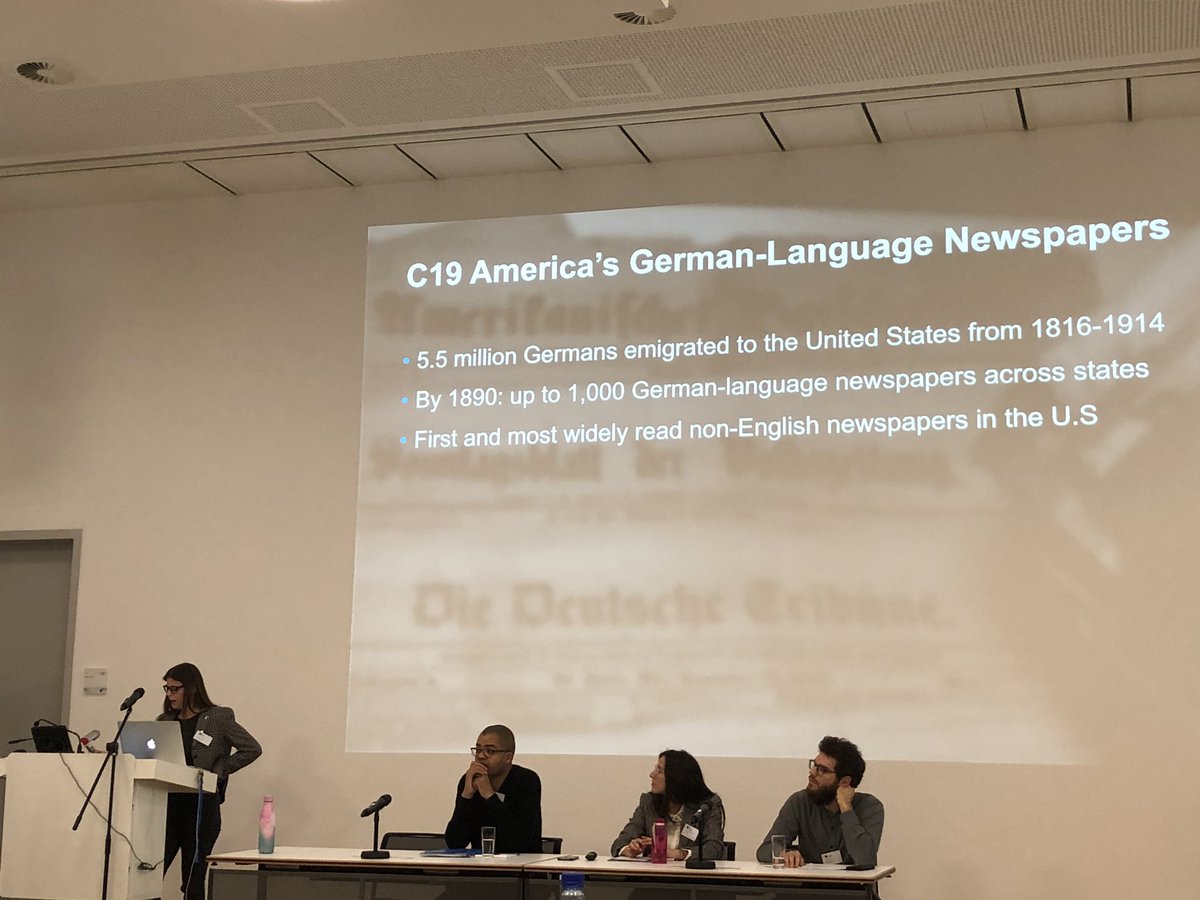 C19 America's German-Language Newspapers
• 5.5 million Germans emigrated to the United States from 1816-1914
• By 1890: up to 1,000 German-language newspapers across states
• First and most widely read non-English newspapers in the U.S
Die Deutsche Tribüne.